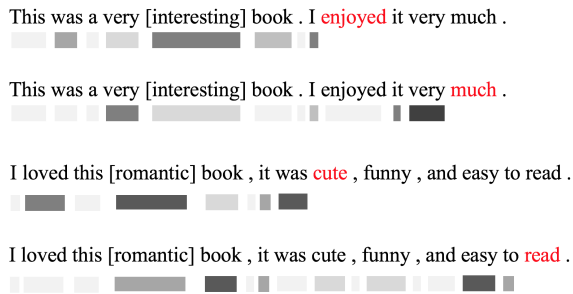 This was a very [interesting] book . I enjoyed it very much .
This was a very [interesting] book . I enjoyed it very much .
I loved this [romantic] book , it was cute , funny , and easy to read .
I loved this [romantic] book , it was cute , funny , and easy to read .